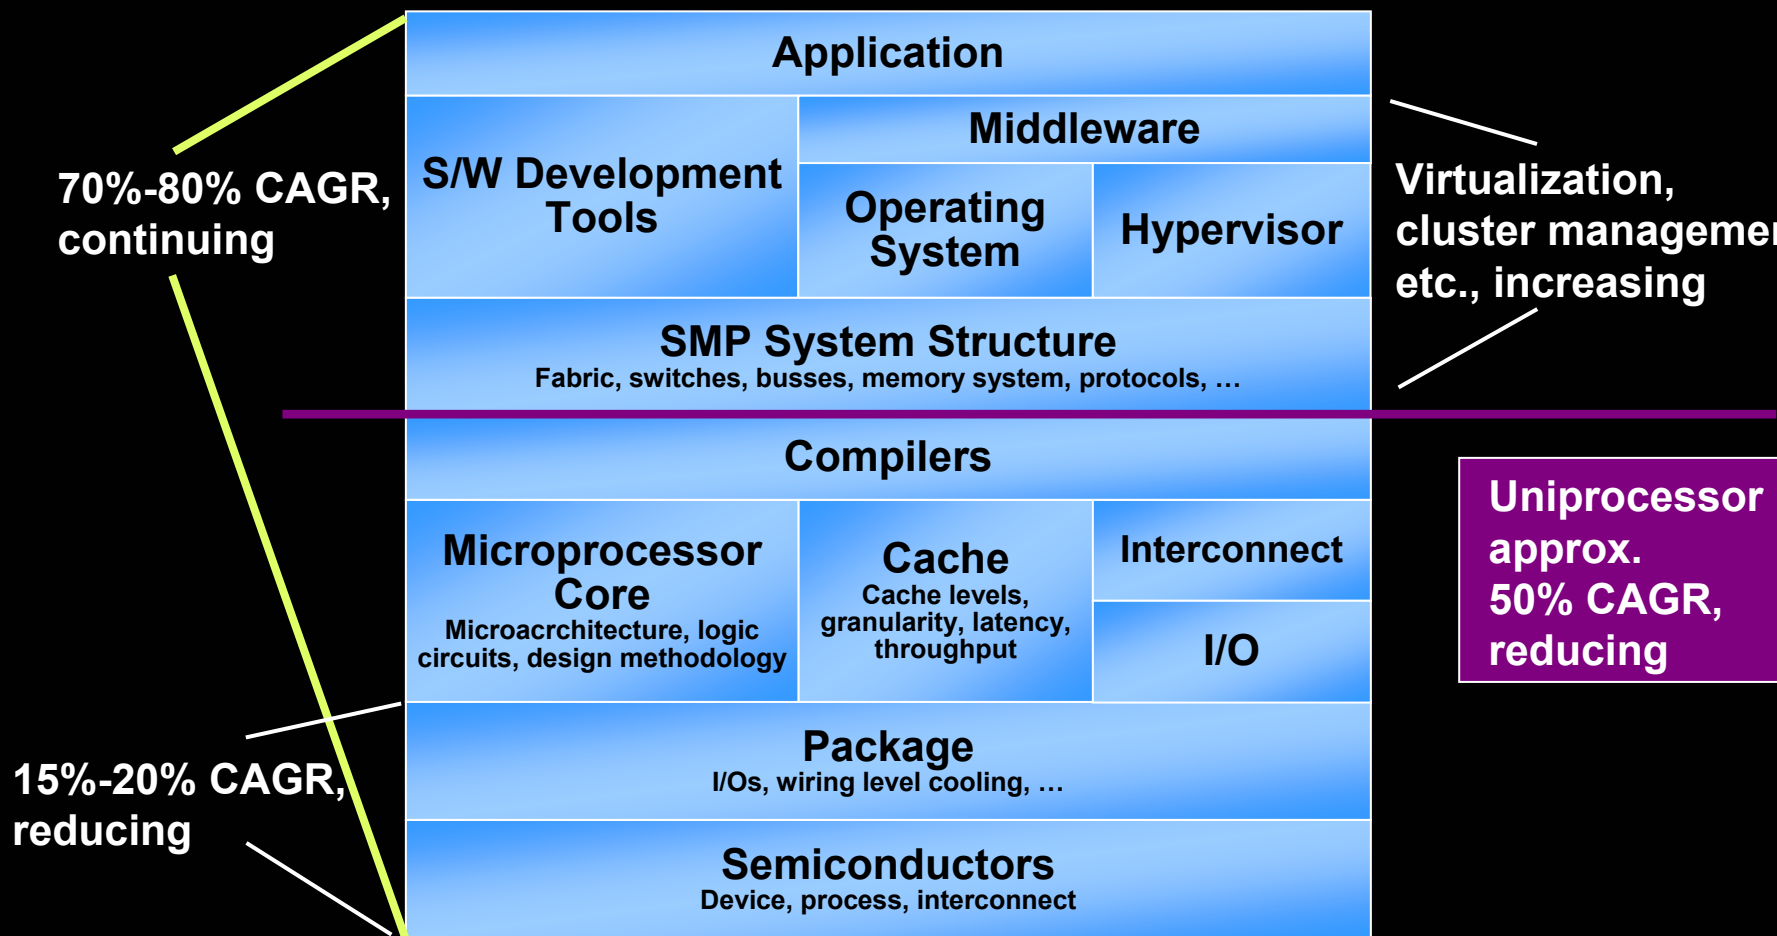 Application
S/W Development
Tools
Middleware
Operating
System
Hypervisor
70%-80% CAGR,
continuing
Virtualization,
cluster
etc., increasing
SMP System Structure
Fabric, switches, busses, memory system, protocols, …
Compilers
Microprocessor
Core
Microacrchitecture, logic
circuits, design methodology
Cache
Cache levels,
granularity, latency,
throughput
Interconnect
I/O
Uniprocessor
approx.
50% CAGR,
reducing
15%-20% CAGR,
reducing
Package
I/Os, wiring level cooling, …
Semiconductors
Device, process, interconnect